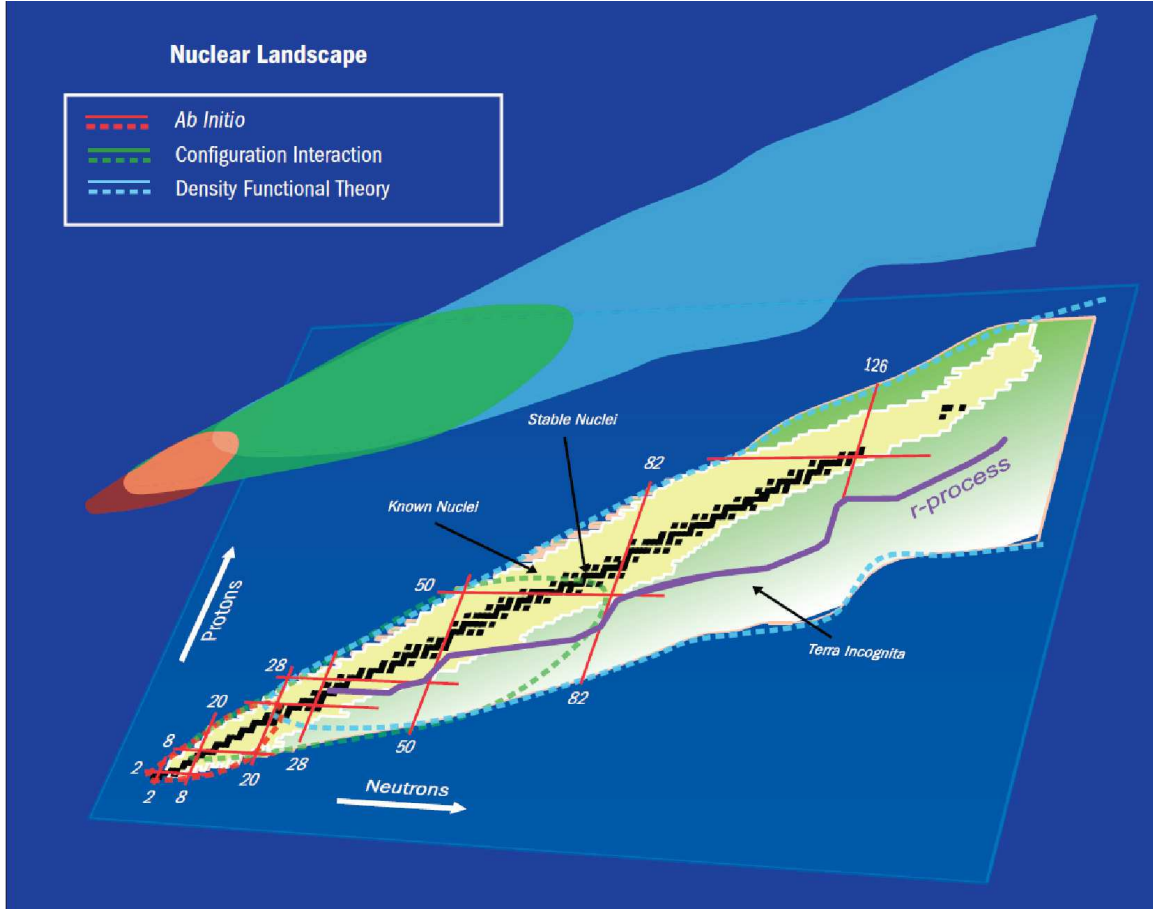 Nuclear Landscape
Ab Initio
Configuration Interaction
Density Functional Theory
126
Stable Nuclei
82
Known Nuclei
r-process
50
Protons
Terra Incognita
28
82
20
50
8
28
20
2
Neutrons
2
8